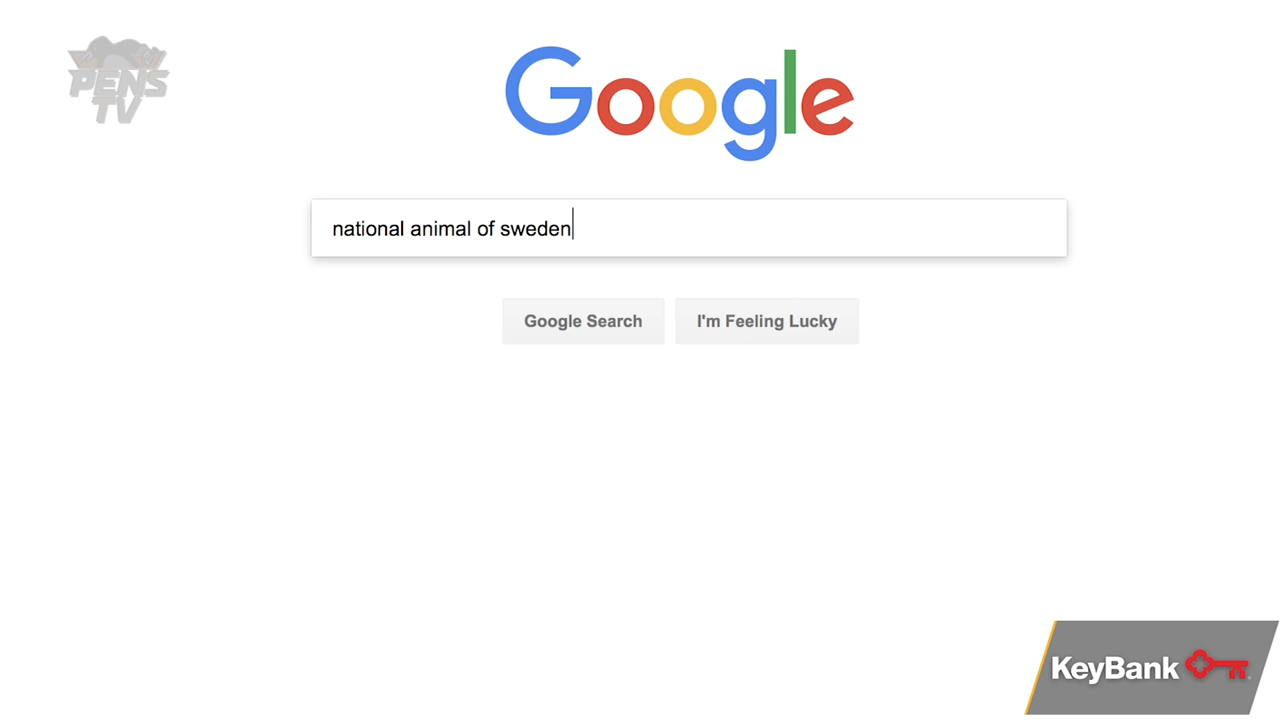 PENS
TV
Google
national animal of sweden
Google Search
I'm Feeling Lucky
KeyBank